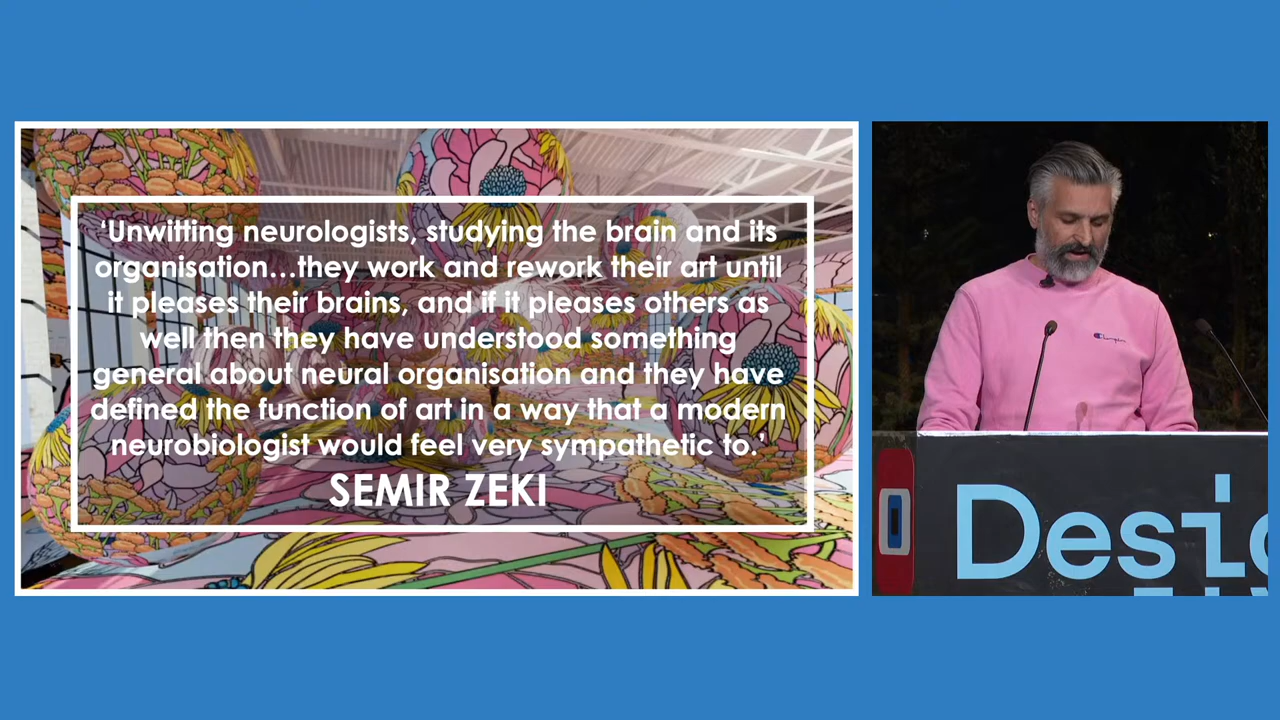 ‘Unwitting neurologists, studying the brain and its
organisation...they work and rework their art until
it pleases their brains, and if it pleases others as
well then they have understood something
general about neural organisation and they have
defined the function of art in a way that a modern
neurobiologist would feel very sympathetic to.’
SEMIR ZEKI
Champion
Desig